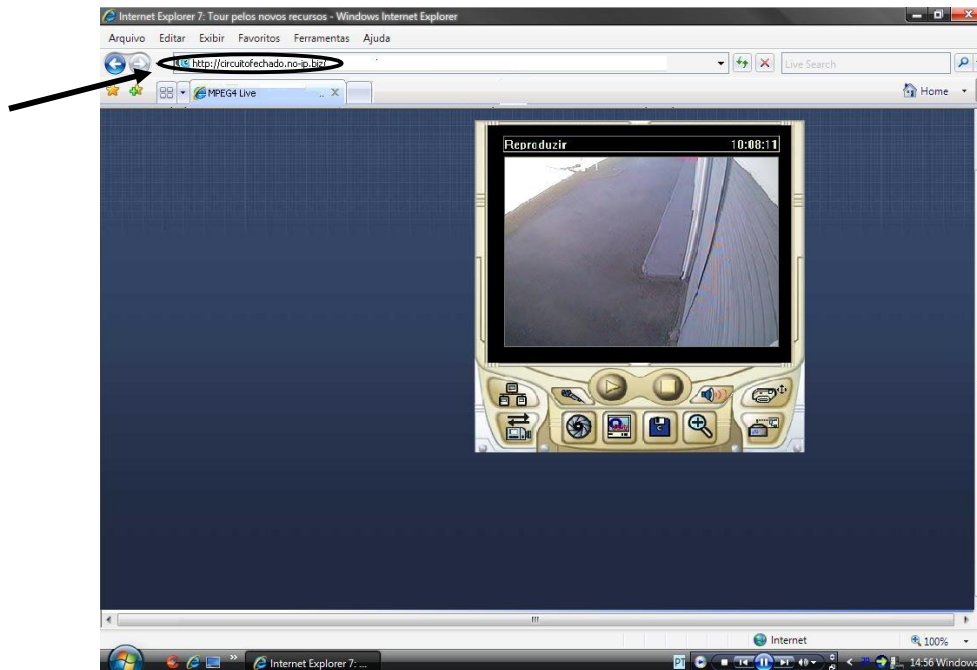 Internet Explorer 7: Tour pelos novos recursos - Windows Internet Explorer
Arquivo Editar Exibir Favoritos Ferramentas Ajuda
http://circuitofechado.no-ip.biz/
Live Search
MPEG4 Live
Home
Reproduzir 10:08:11
Internet
100%
Internet Explorer 7: ...
PT
14:56 Window